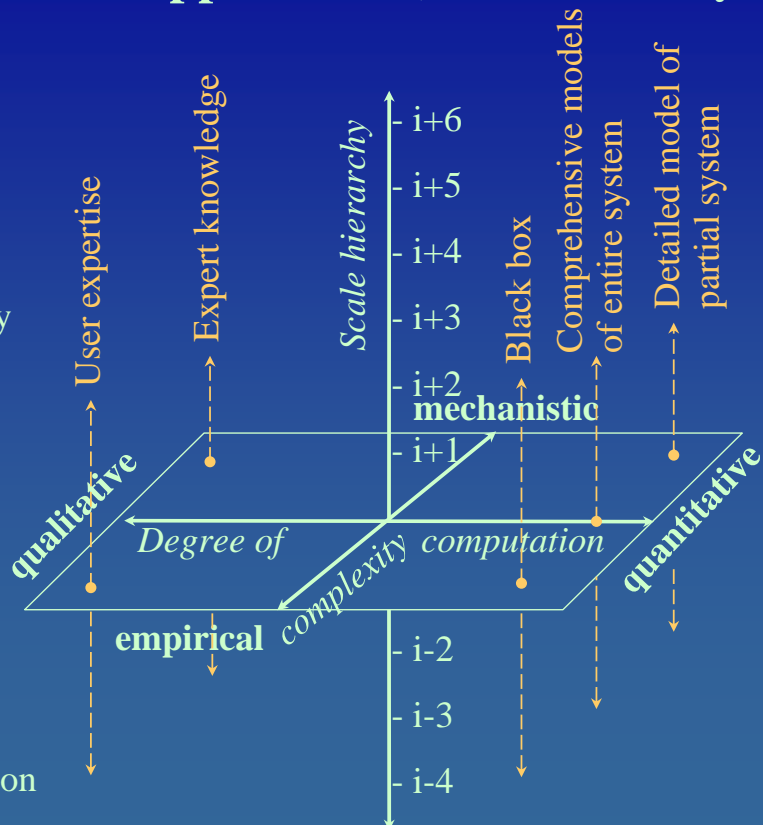 Scale hierarchy
i+6
i+5
i+4
i+3
i+2
i+1
i-2
i-3
i-4
User expertise
Expert knowledge
Black box
Comprehensive models
of entire system
Detailed model of
partial system
mechanistic
qualitative
quantitative
Degree of computation
complexity
empirical
y
on